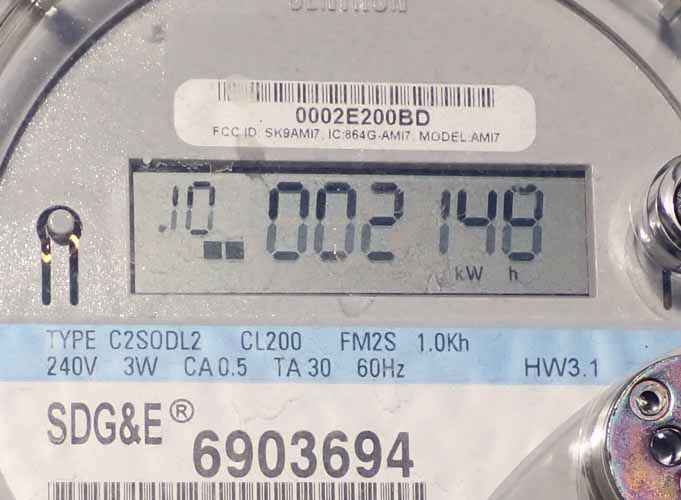 0002E200BD
FCC ID: SK9AMI7, IC:864G-AMI7, MODEL:AMI7
.10 002148
kW h
TYPE C2SODL2 CL200 FM2S 1.0Kh
240V 3W CA 0.5 TA 30 60Hz HW3.1
SDG&E® 6903694